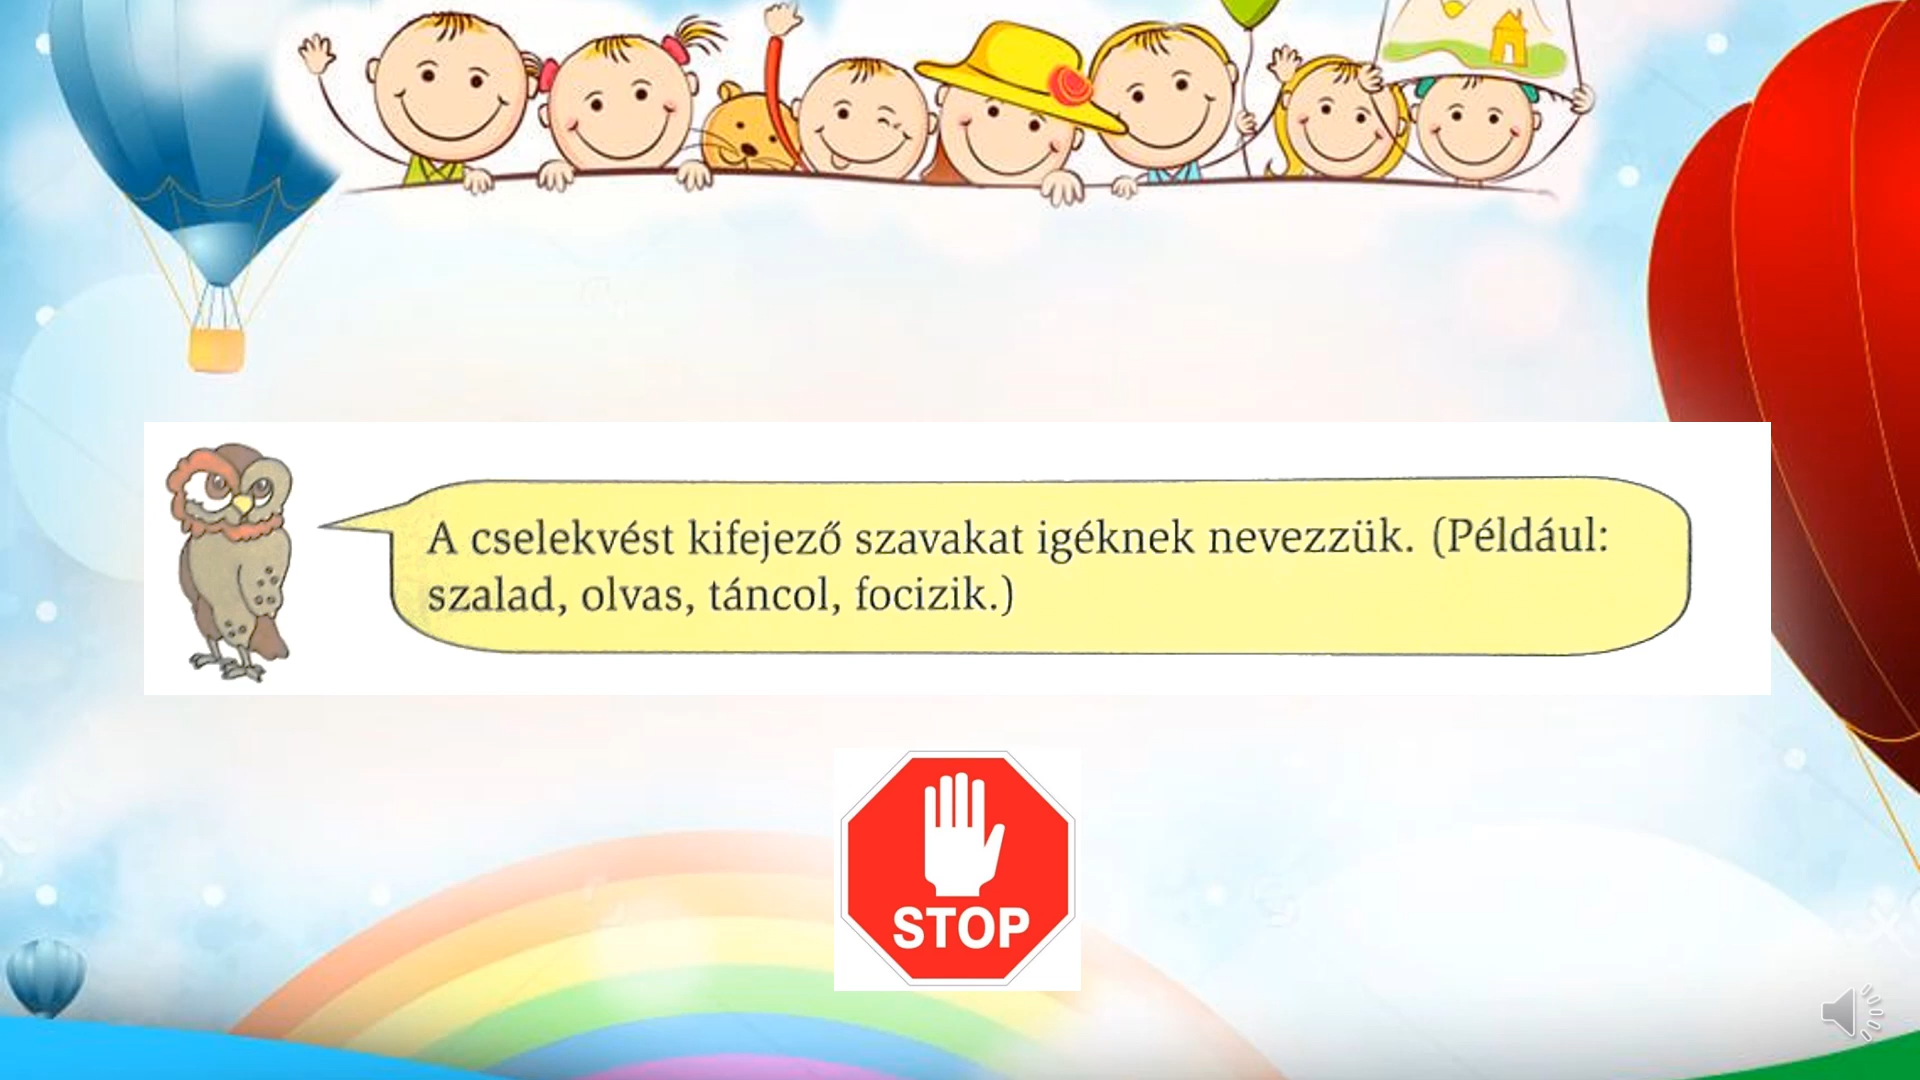 A cselekvést kifejező szavakat igéknek nevezzük. (Például:
szalad, olvas, táncol, focizik.)
STOP